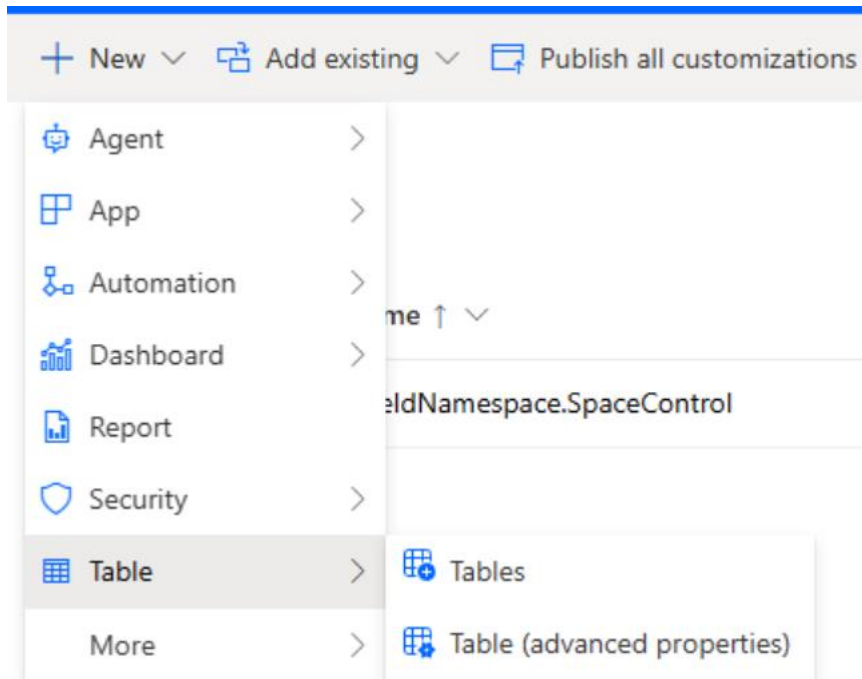 New Add existing Publish all customizations
Agent
App
Automation
me ↑
Dashboard
eldNamespace.SpaceControl
Report
Security
Table
Tables
More
Table (advanced properties)